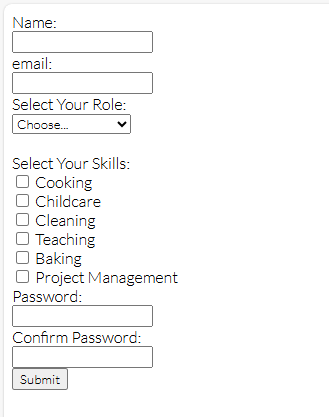 Name:
email:
Select Your Role:
Choose...
Select Your Skills:
Cooking
Childcare
Cleaning
Teaching
Baking
Project Management
Password:
Confirm Password:
Submit